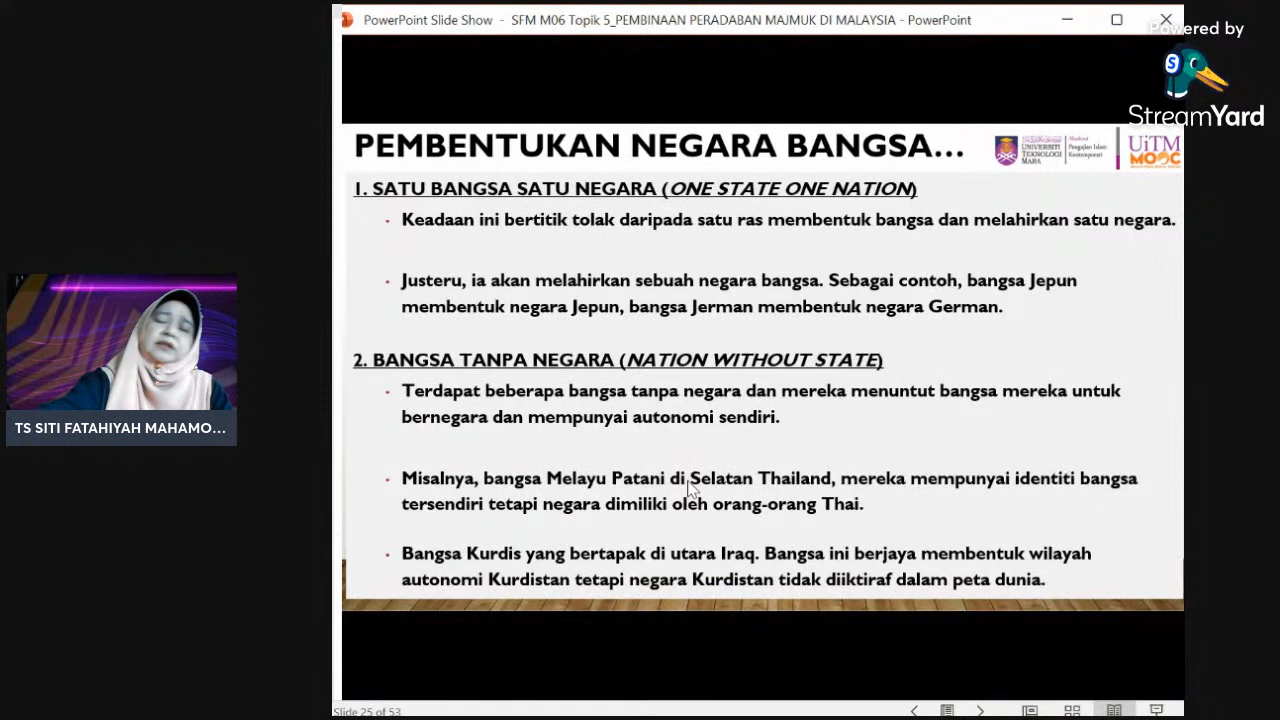 PowerPoint Slide Show - SFM M06 Topik 5_PEMBINAAN PERADABAN MAJMUK DI MALAYSIA - PowerPoint
Powered by
StreamYard
PEMBENTUKAN NEGARA BANGSA...
UNIVERSITI
TEKNOLOGI
MARA
Akademi
Pengajian Islam
Kontemporari
UiTM
MOOC
1. SATU BANGSA SATU NEGARA (ONE STATE ONE NATION)
Keadaan ini bertitik tolak daripada satu ras membentuk bangsa dan melahirkan satu negara.
Justeru, ia akan melahirkan sebuah negara bangsa. Sebagai contoh, bangsa Jepun
membentuk negara Jepun, bangsa Jerman membentuk negara German.
2. BANGSA TANPA NEGARA (NATION WITHOUT STATE)
Terdapat beberapa bangsa tanpa negara dan mereka menuntut bangsa mereka untuk
bernegara dan mempunyai autonomi sendiri.
Misalnya, bangsa Melayu Patani di Selatan Thailand, mereka mempunyai identiti bangsa
tersendiri tetapi negara dimiliki oleh orang-orang Thai.
Bangsa Kurdis yang bertapak di utara Iraq. Bangsa ini berjaya membentuk wilayah
autonomi Kurdistan tetapi negara Kurdistan tidak diiktiraf dalam peta dunia.
TS SITI FATAHIYAH MAHAMO...
Slide 25 of 53